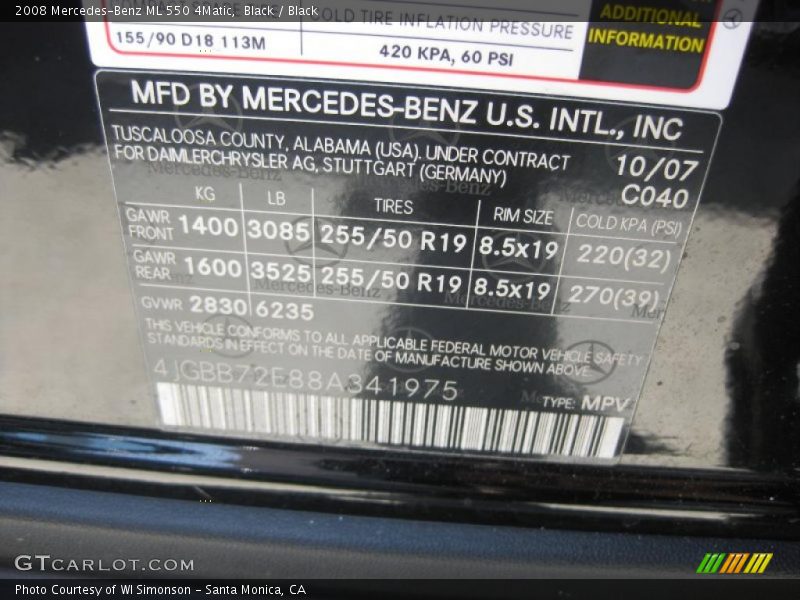 2008 Mercedes-Benz ML 550 4Matic, Black / Black
COLD TIRE INFLATION PRESSURE
155/90 D18 113M
420 KPA, 60 PSI
ADDITIONAL
INFORMATION
MFD BY MERCEDES-BENZ U.S. INTL., INC
TUSCALOOSA COUNTY, ALABAMA (USA). UNDER CONTRACT
FOR DAIMLERCHRYSLER AG, STUTTGART (GERMANY)
10/07
C040
KG LB TIRES RIM SIZE COLD KPA (PSI)
GAWR FRONT 1400 3085 255/50 R19 8.5x19 220(32)
GAWR REAR 1600 3525 255/50 R19 8.5x19 270(39)
GVWR 2830 6235
THIS VEHICLE CONFORMS TO ALL APPLICABLE FEDERAL MOTOR VEHICLE SAFETY
STANDARDS IN EFFECT ON THE DATE OF MANUFACTURE SHOWN ABOVE
4JGBB72E88A341975
TYPE: MPV
GTCARLOT.COM
Photo Courtesy of WI Simonson - Santa Monica, CA